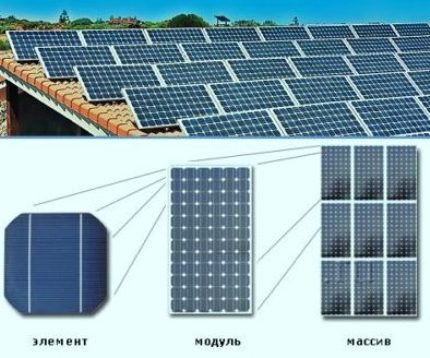 элемент
модуль
массив